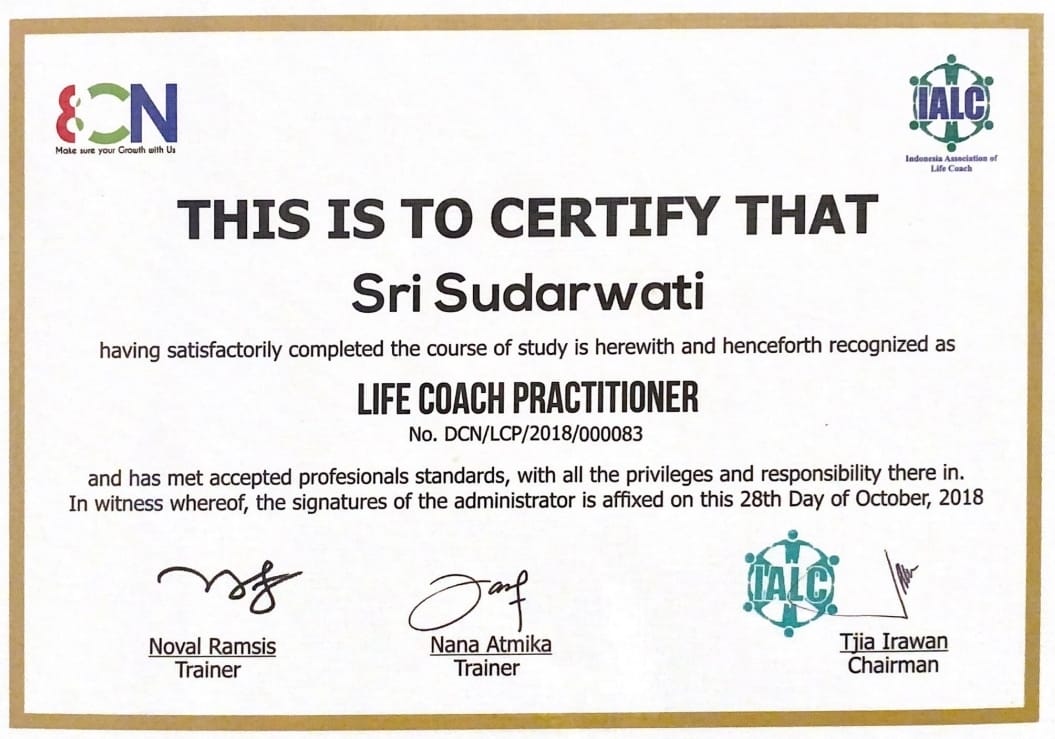 DCN
Make sure your Growth with Us
IALC
Indonesia Association of
Life Coach
THIS IS TO CERTIFY THAT
Sri Sudarwati
having satisfactorily completed the course of study is herewith and henceforth recognized as
LIFE COACH PRACTITIONER
No. DCN/LCP/2018/000083
and has met accepted profesionals standards, with all the privileges and responsibility there in.
In witness whereof, the signatures of the administrator is affixed on this 28th Day of October, 2018
IALC
Noval Ramsis
Trainer
Nana Atmika
Trainer
Tjia Irawan
Chairman